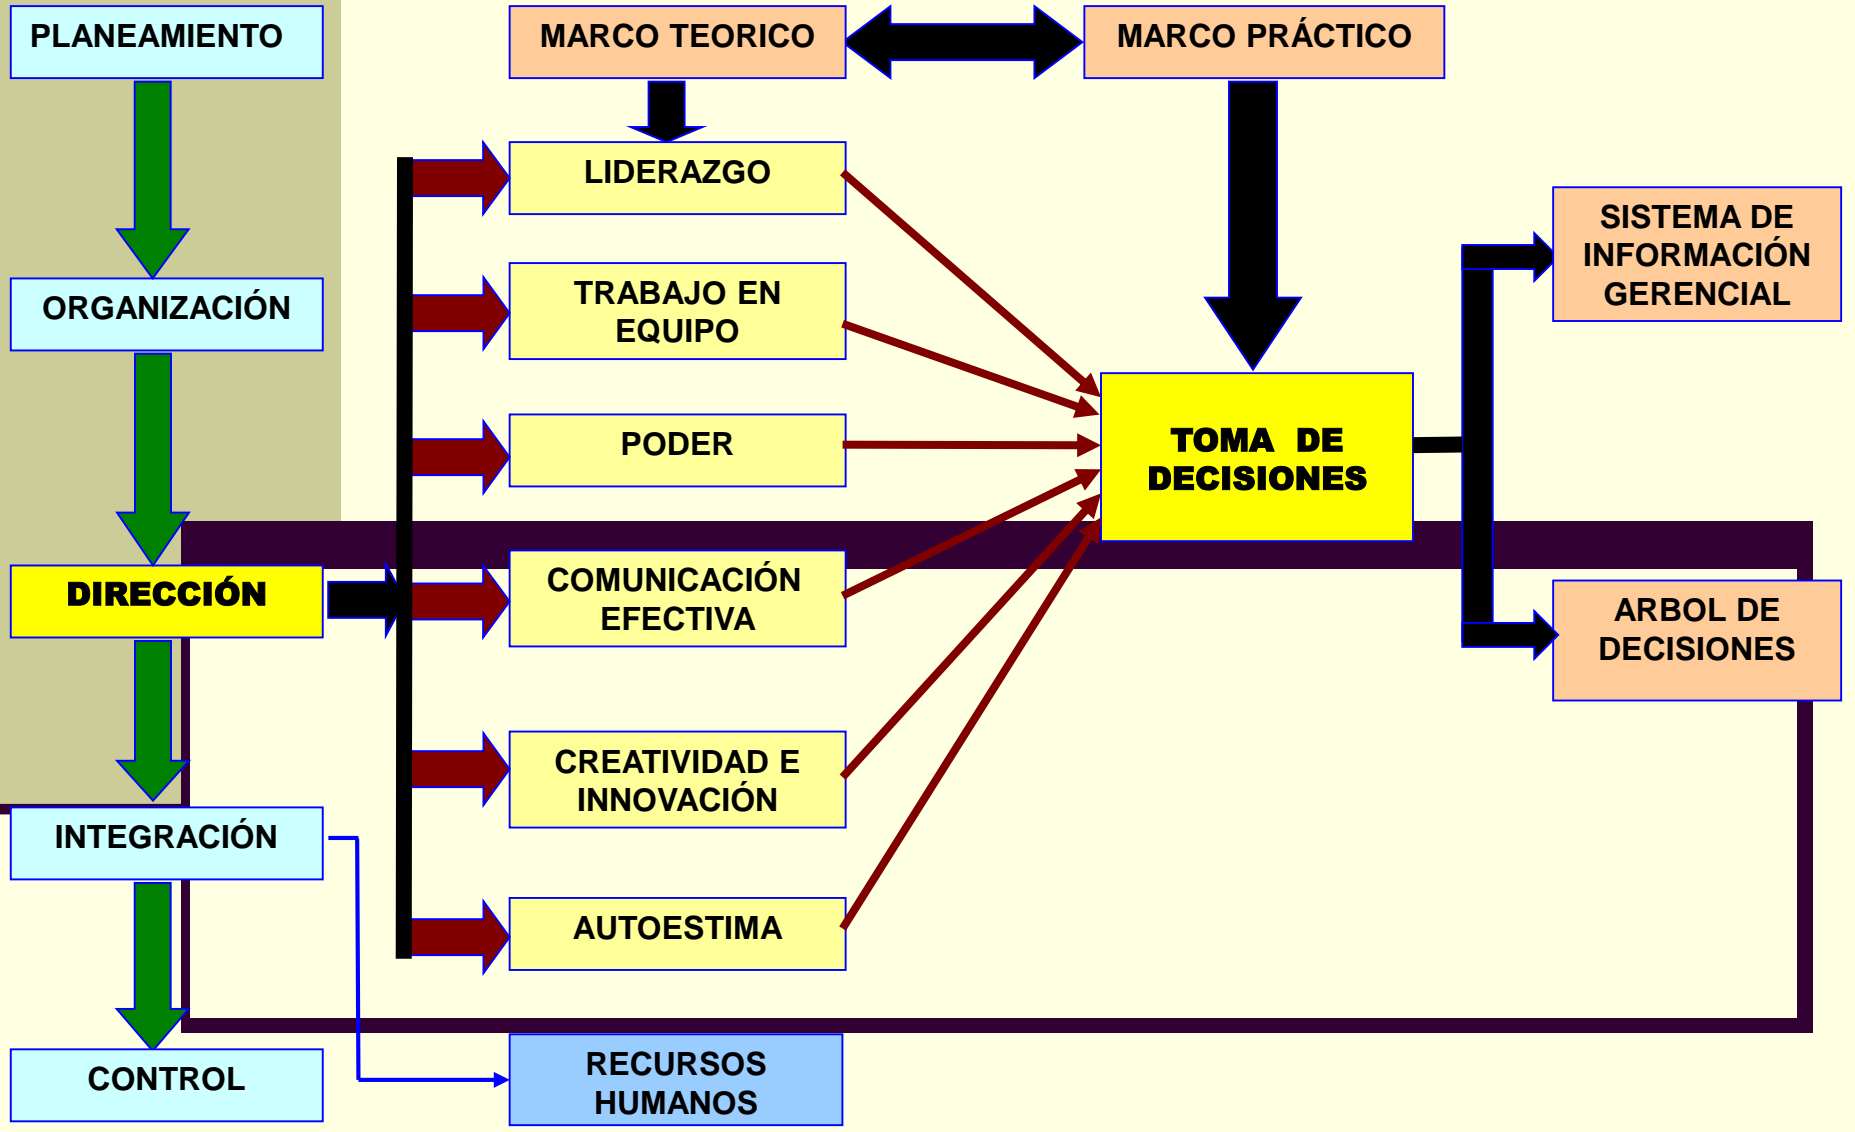 PLANEAMIENTO
MARCO TEORICO
MARCO PRÁCTICO
LIDERAZGO
SISTEMA DE
INFORMACIÓN
GERENCIAL
ORGANIZACIÓN
TRABAJO EN
EQUIPO
PODER
TOMA DE
DECISIONES
DIRECCIÓN
COMUNICACIÓN
EFECTIVA
ARBOL DE
DECISIONES
CREATIVIDAD E
INNOVACIÓN
INTEGRACIÓN
AUTOESTIMA
CONTROL
RECURSOS
HUMANOS